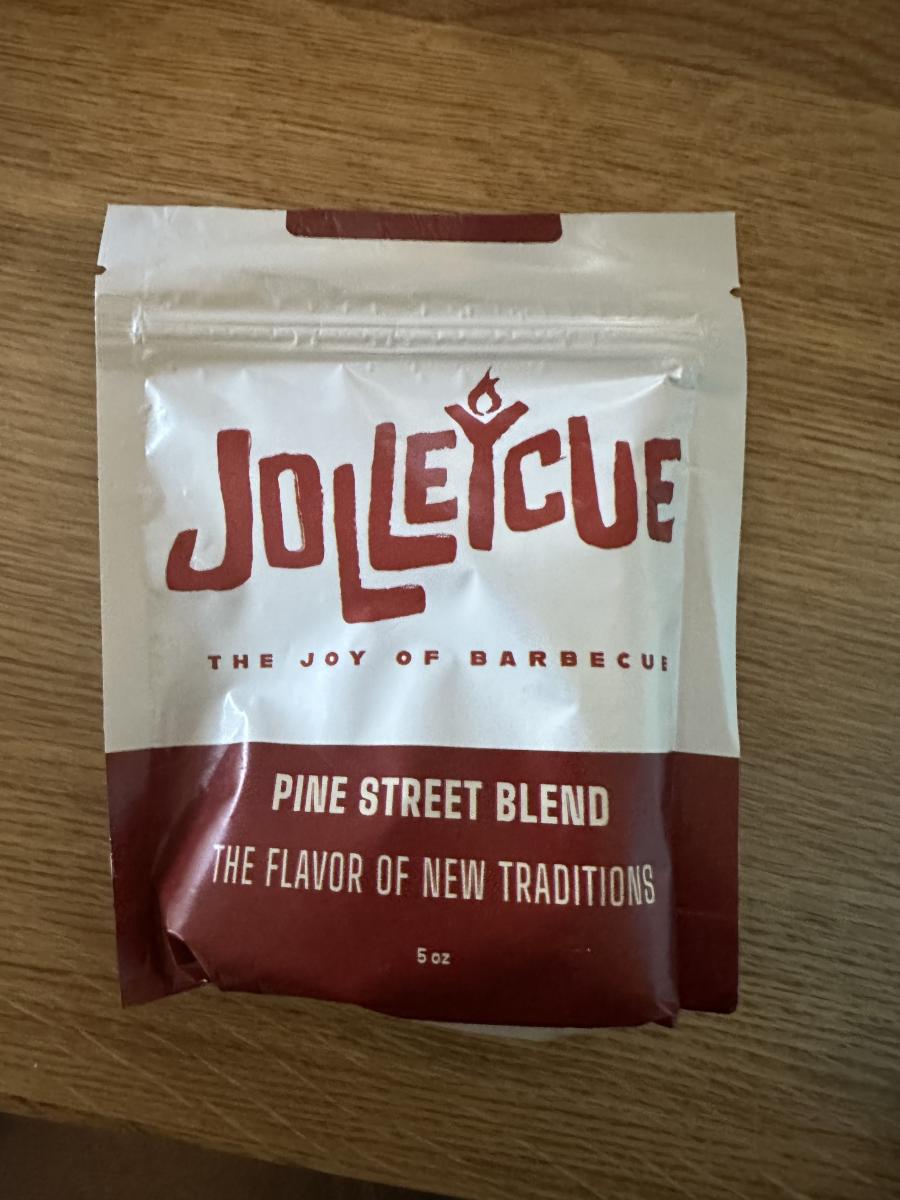 JOLLEYCUE
THE JOY OF BARBECUE
PINE STREET BLEND
THE FLAVOR OF NEW TRADITIONS
5 oz